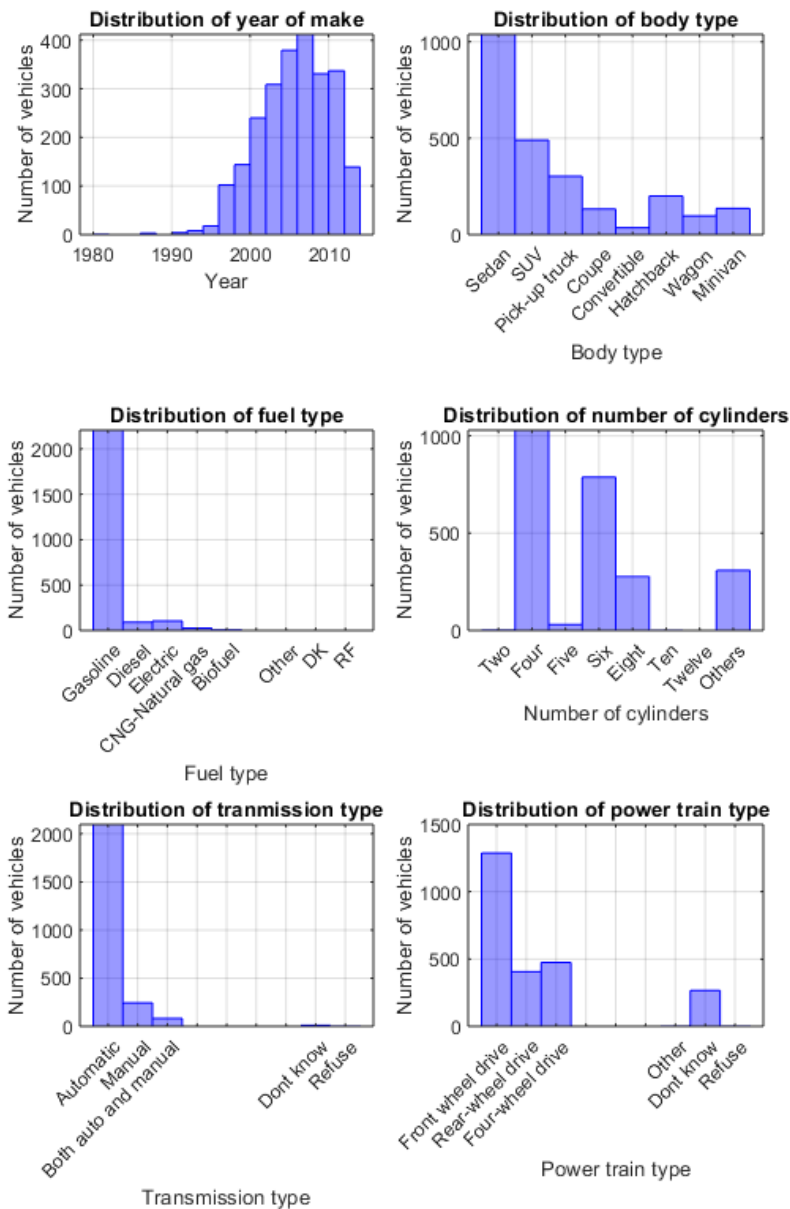 Distribution of year of make
Number of vehicles
400
300
200
100
0
1980 1990 2000 2010
Year
Distribution of body type
Number of vehicles
1000
500
0
Sedan
SUV
Pick-up truck
Coupe
Convertible
Hatchback
Wagon
Minivan
Body type
Distribution of fuel type
Number of vehicles
2000
1500
1000
500
0
Gasoline
Diesel
Electric
CNG-Natural gas
Biofuel
Other
DK
RF
Fuel type
Distribution of number of cylinders
Number of vehicles
1000
500
0
Two
Four
Five
Six
Eight
Ten
Twelve
Others
Number of cylinders
Distribution of tranmission type
Number of vehicles
2000
1500
1000
500
0
Automatic
Manual
Both auto and manual
Dont know
Refuse
Transmission type
Distribution of power train type
Number of vehicles
1500
1000
500
0
Front wheel drive
Rear-wheel drive
Four-wheel drive
Other
Dont know
Refuse
Power train type